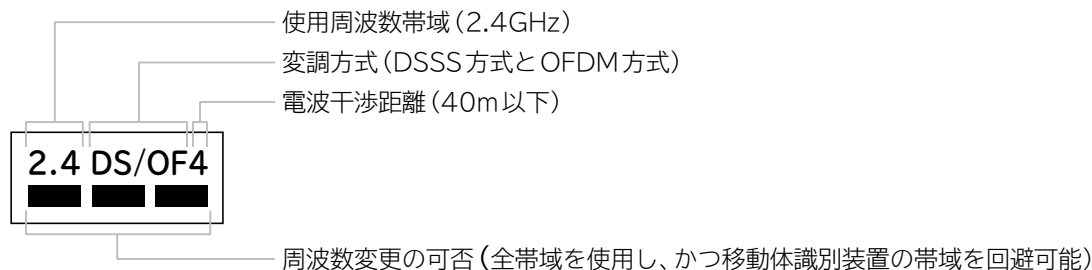 使用周波数帯域（2.4GHz）
変調方式（DSSS方式とOFDM方式）
電波干渉距離（40m以下）
2.4 DS/OF4
周波数変更の可否（全帯域を使用し、かつ移動体識別装置の帯域を回避可能）